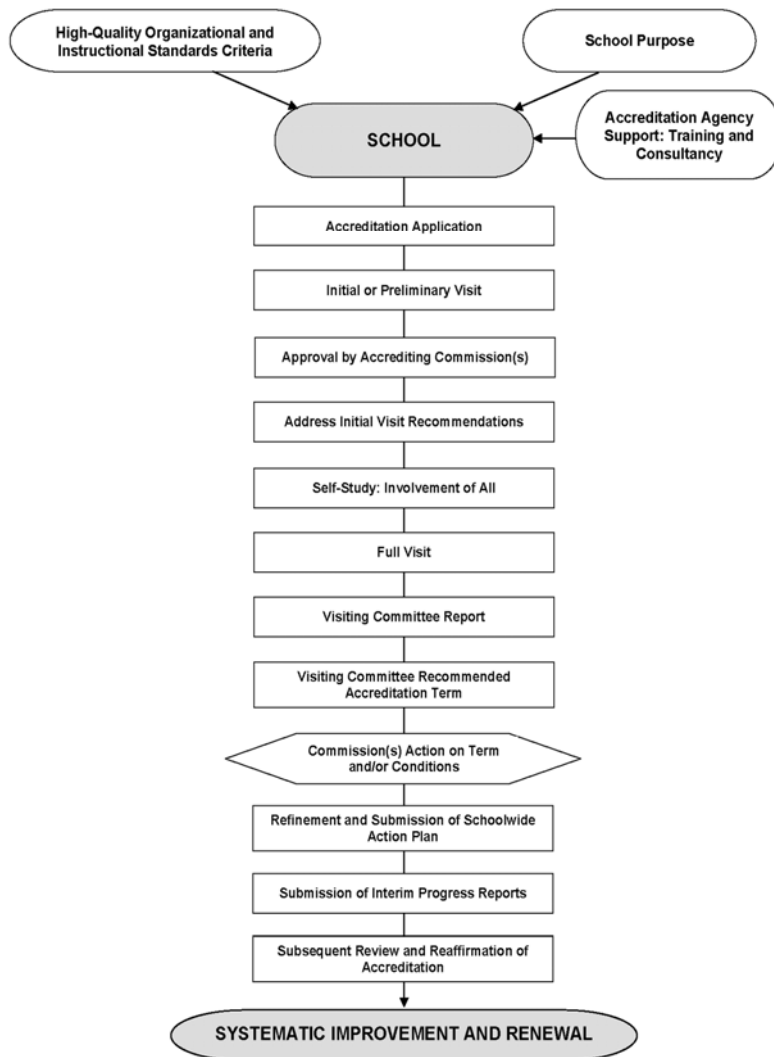 High-Quality Organizational and
Instructional Standards Criteria
School Purpose
Accreditation Agency
Support: Training and
Consultancy
SCHOOL
Accreditation Application
Initial or Preliminary Visit
Approval by Accrediting Commission(s)
Address Initial Visit Recommendations
Self-Study: Involvement of All
Full Visit
Visiting Committee Report
Visiting Committee Recommended
Accreditation Term
Commission(s) Action on Term
and/or Conditions
Refinement and Submission of Schoolwide
Action Plan
Submission of Interim Progress Reports
Subsequent Review and Reaffirmation of
Accreditation
SYSTEMATIC IMPROVEMENT AND RENEWAL